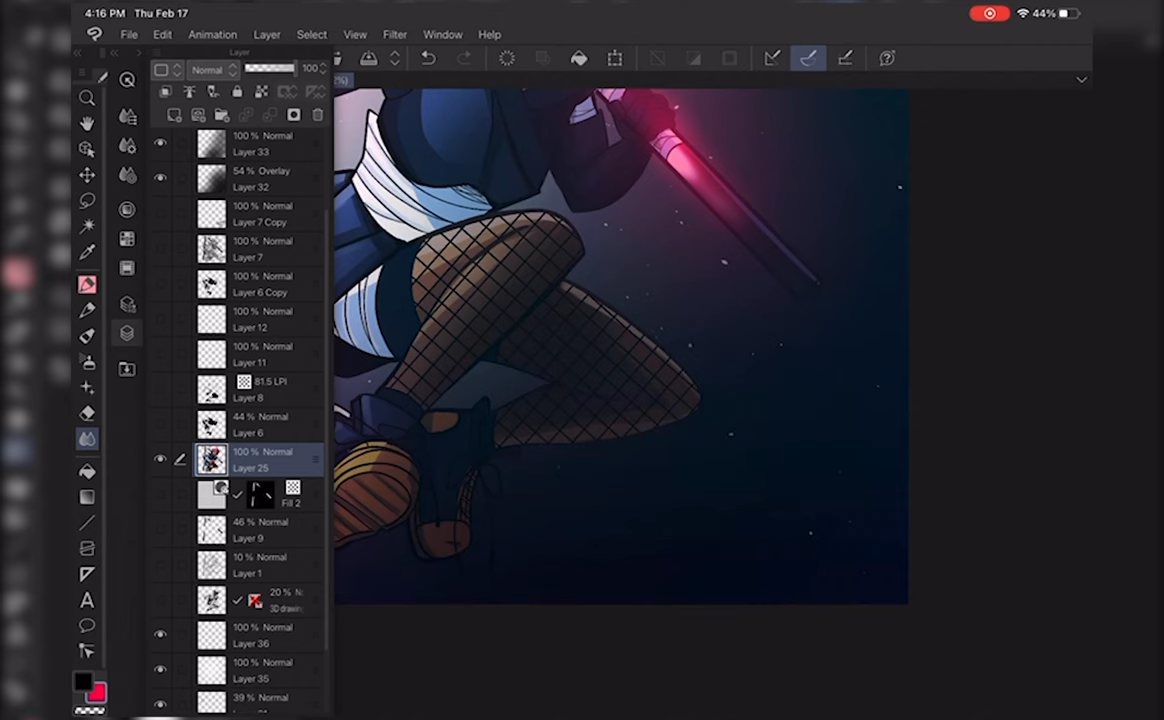 4:16 PM Thu Feb 17
44%
File Edit Animation Layer Select View Filter Window Help
Layer
Normal 100
100 % Normal
Layer 33
54 % Overlay
Layer 32
100 % Normal
Layer 7 Copy
100 % Normal
Layer 7
100 % Normal
Layer 6 Copy
100 % Normal
Layer 12
100 % Normal
Layer 11
81.5 LPI
Layer 8
44 % Normal
Layer 6
100 % Normal
Layer 25
Fill 2
46 % Normal
Layer 9
10 % Normal
Layer 1
20 % N
3D drawin
100 % Normal
Layer 36
100 % Normal
Layer 35
39 % Normal